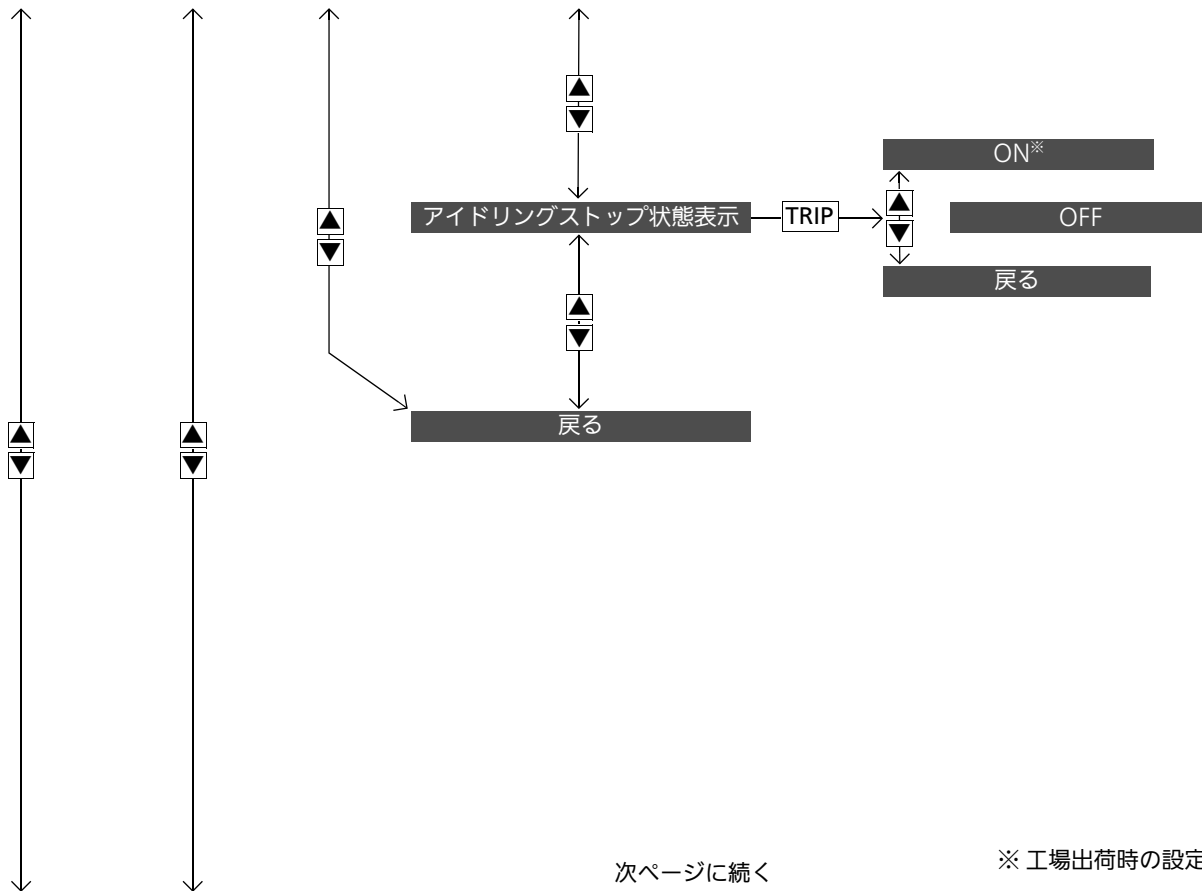 ON※
アイドリングストップ状態表示
TRIP
OFF
戻る
戻る
次ページに続く
※ 工場出荷時の設定